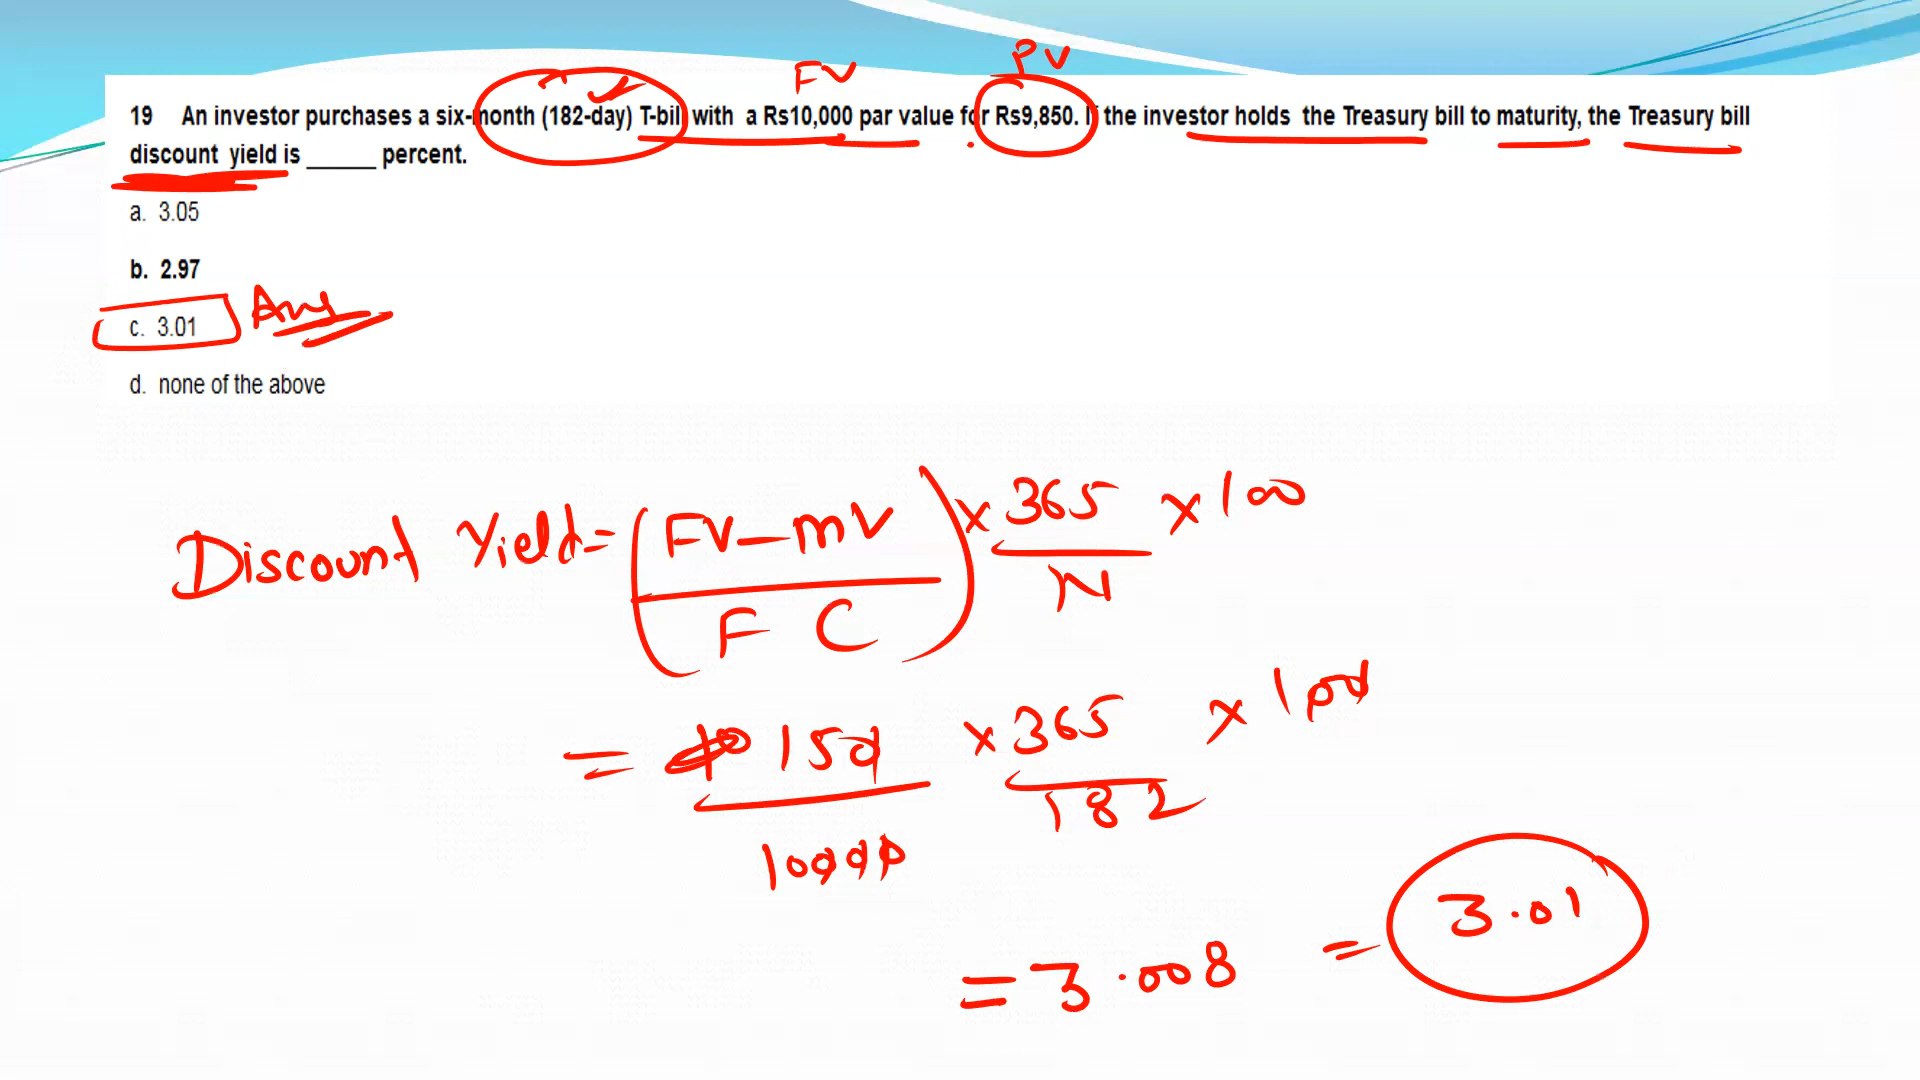 FV PV
19 An investor purchases a six-month (182-day) T-bill with a Rs10,000 par value for Rs9,850. If the investor holds the Treasury bill to maturity, the Treasury bill
discount yield is ______ percent.
a. 3.05
b. 2.97
c. 3.01 Ans
d. none of the above
Discount Yield = (FV - MV / F C) × 365 / N × 100
= 150 / 10000 × 365 / 182 × 100
= 3.008 = 3.01